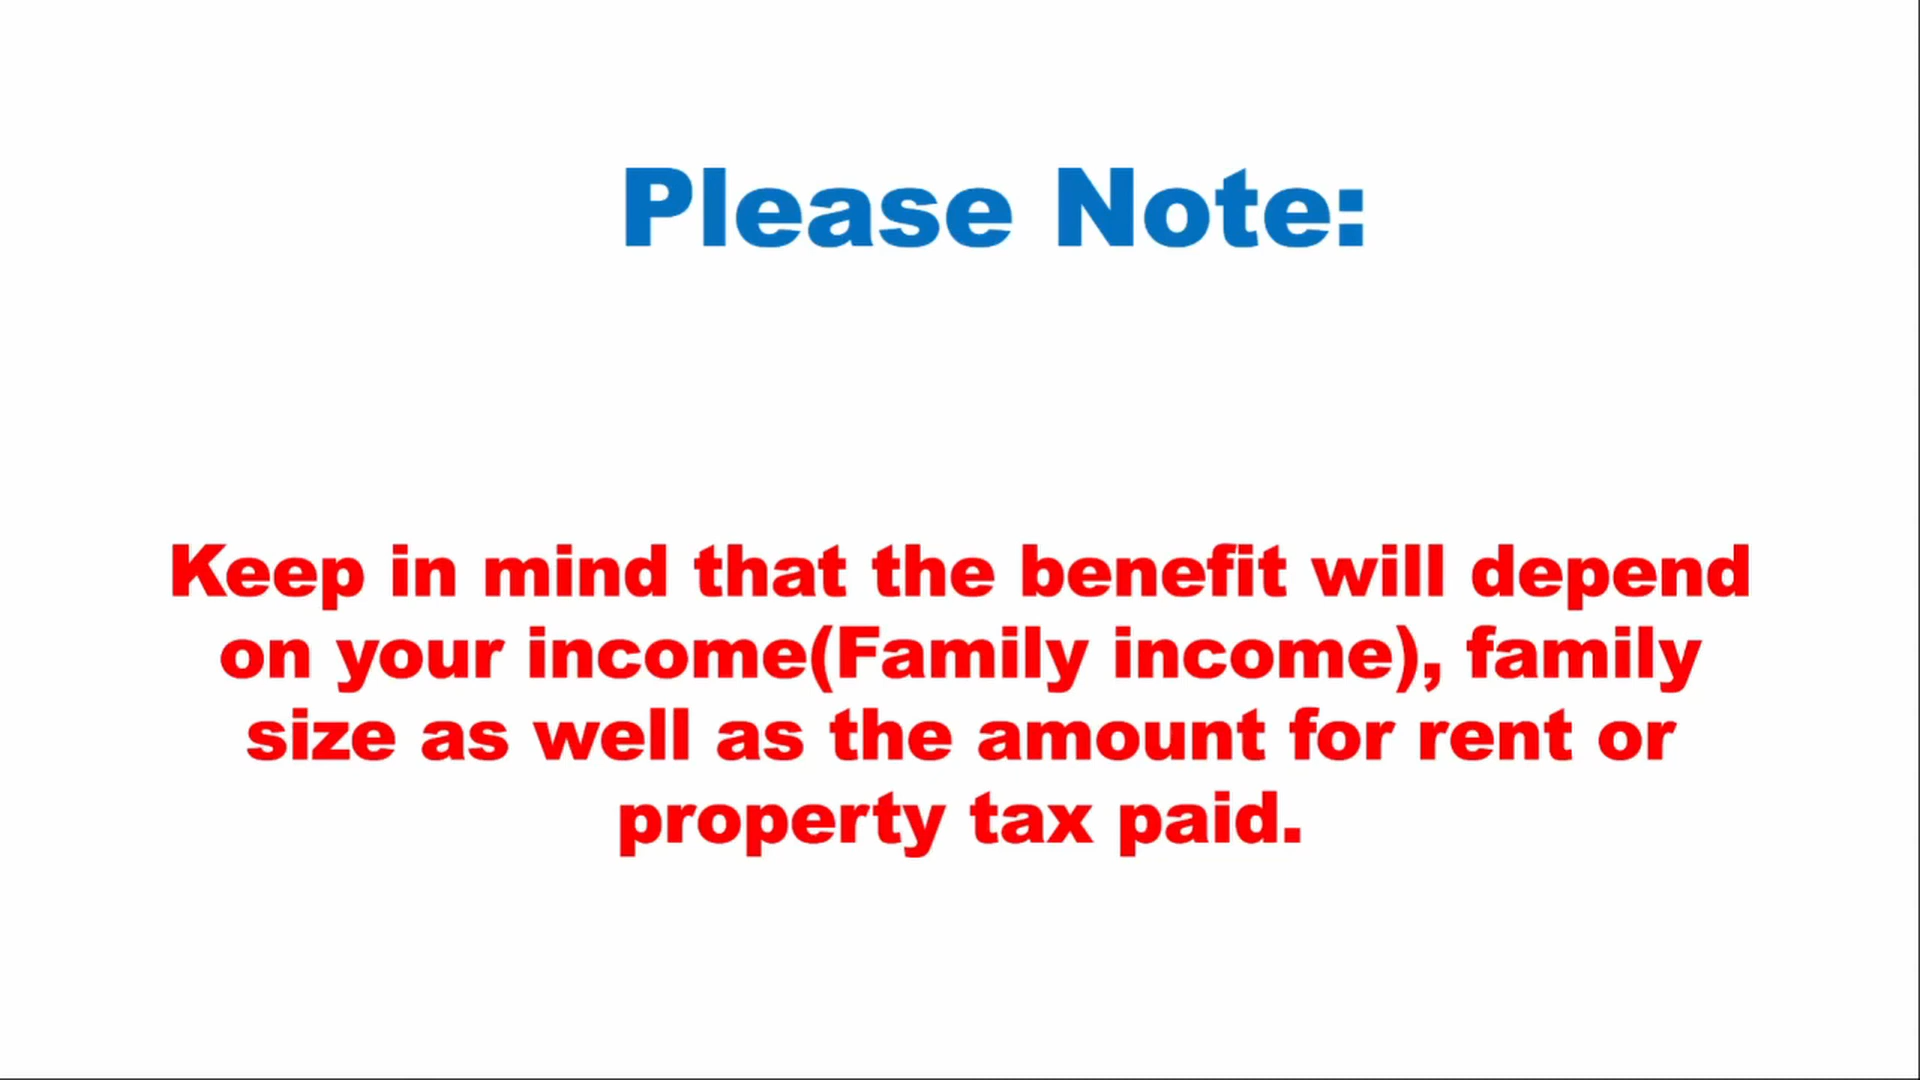 Please Note:
Keep in mind that the benefit will depend
on your income(Family income), family
size as well as the amount for rent or
property tax paid.